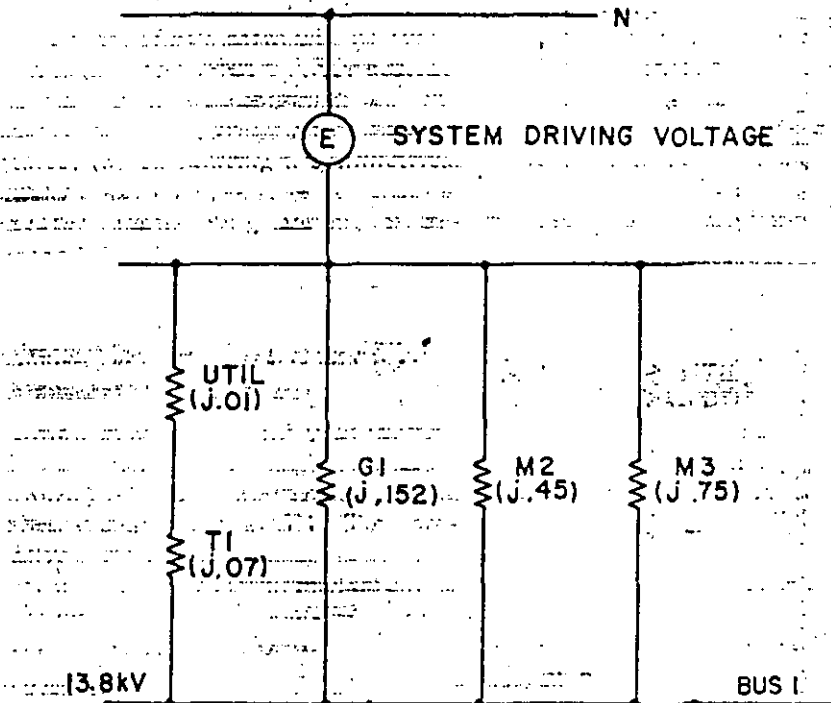 N
E SYSTEM DRIVING VOLTAGE
UTIL
(j.01)
G1
(j.152)
M2
(j.45)
M3
(j.75)
T1
(j.07)
13.8kV
BUS 1